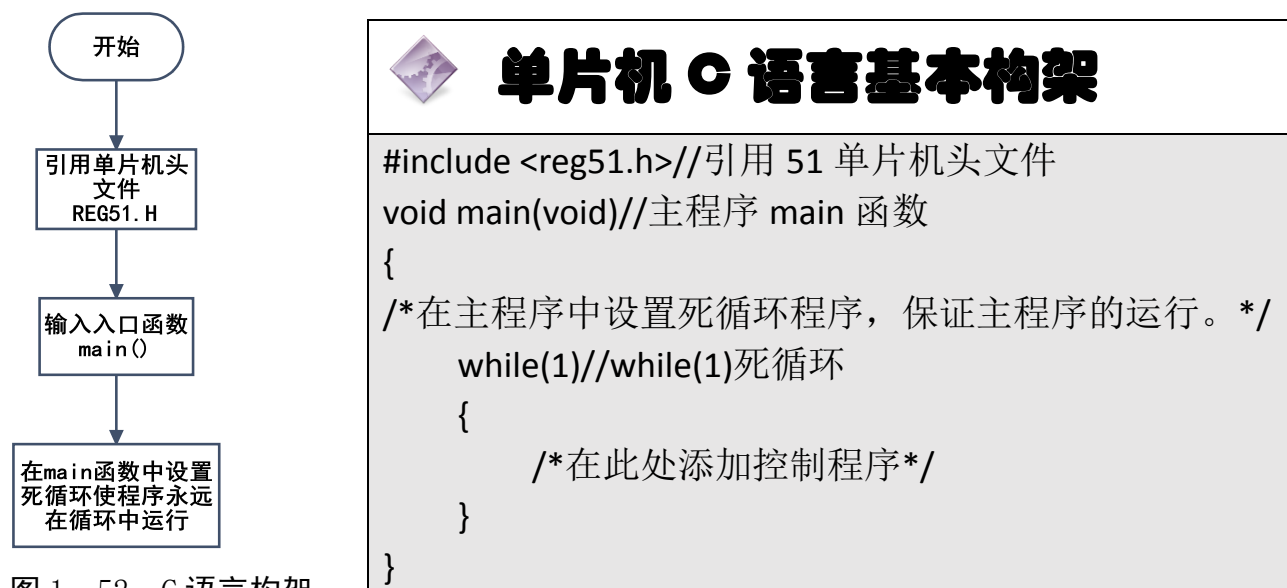 开始
引用单片机头
文件
REG51.H
输入入口函数
main()
在main函数中设置
死循环使程序永远
在循环中运行
图 1-52 C 语言构架
单片机 C 语言基本构架
#include <reg51.h>//引用 51 单片机头文件
void main(void)//主程序 main 函数
{
/*在主程序中设置死循环程序，保证主程序的运行。*/
while(1)//while(1)死循环
{
/*在此处添加控制程序*/
}
}